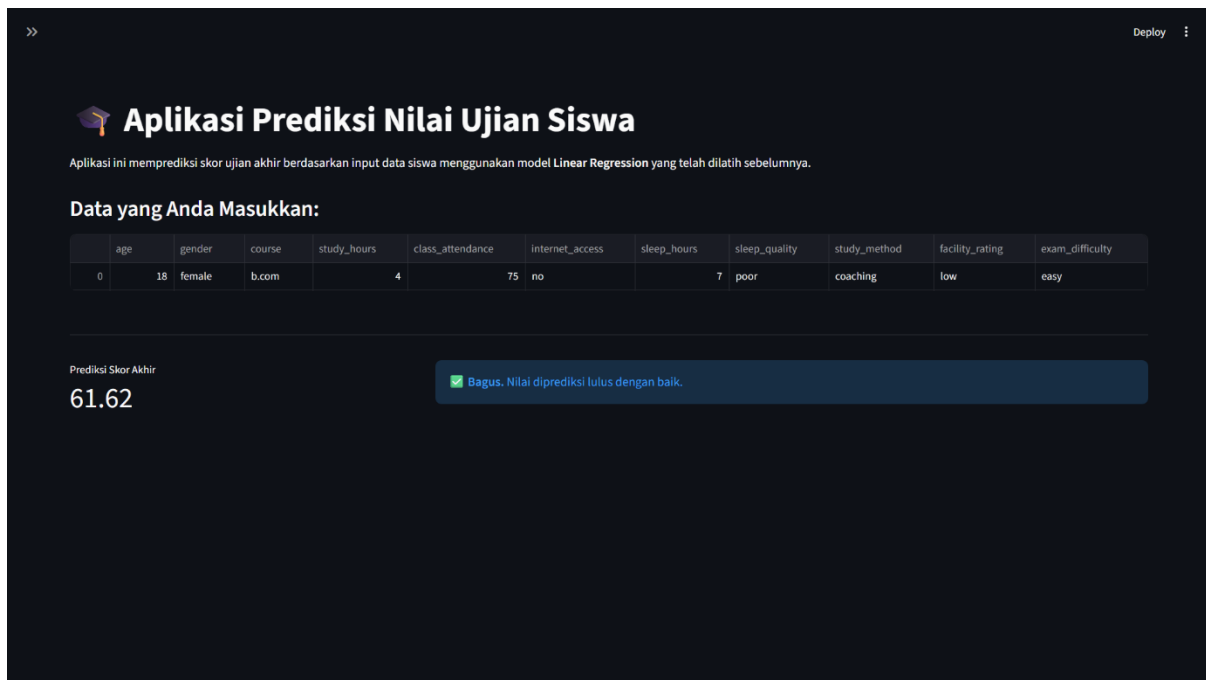 Deploy
Aplikasi Prediksi Nilai Ujian Siswa
Aplikasi ini memprediksi skor ujian akhir berdasarkan input data siswa menggunakan model Linear Regression yang telah dilatih sebelumnya.
Data yang Anda Masukkan:
age gender course study_hours class_attendance internet_access sleep_hours sleep_quality study_method facility_rating exam_difficulty
0 18 female b.com 4 75 no 7 poor coaching low easy
Prediksi Skor Akhir
61.62
✅ Bagus. Nilai diprediksi lulus dengan baik.